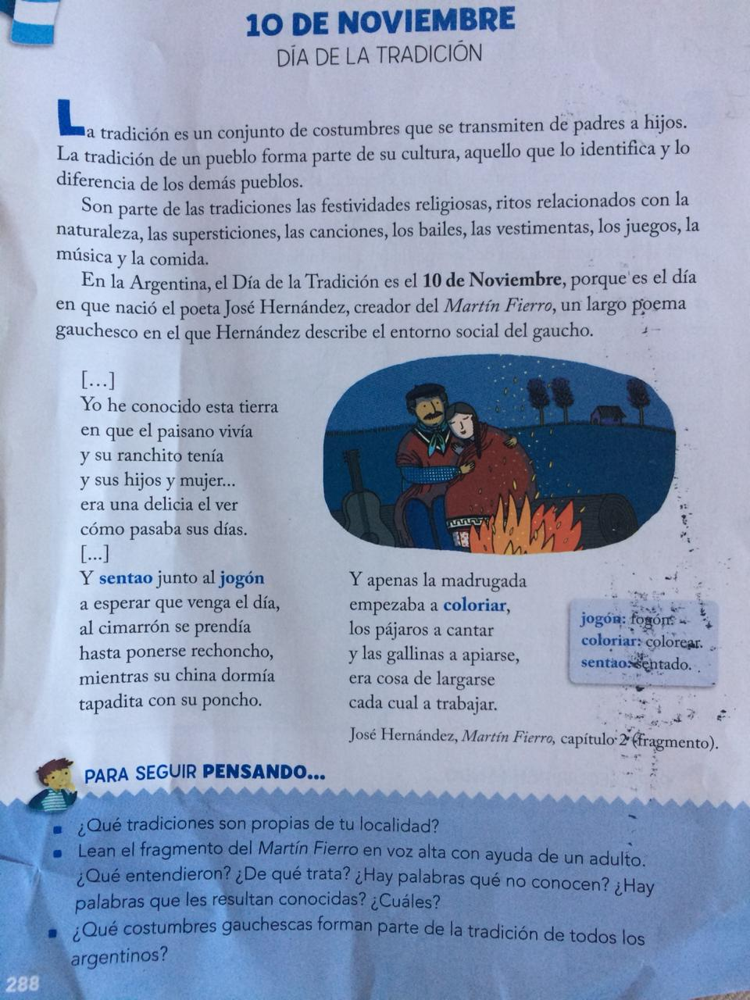 10 DE NOVIEMBRE
DÍA DE LA TRADICIÓN
La tradición es un conjunto de costumbres que se transmiten de padres a hijos.
La tradición de un pueblo forma parte de su cultura, aquello que lo identifica y lo
diferencia de los demás pueblos.
Son parte de las tradiciones las festividades religiosas, ritos relacionados con la
naturaleza, las supersticiones, las canciones, los bailes, las vestimentas, los juegos, la
música y la comida.
En la Argentina, el Día de la Tradición es el 10 de Noviembre, porque es el día
en que nació el poeta José Hernández, creador del Martín Fierro, un largo poema
gauchesco en el que Hernández describe el entorno social del gaucho.
[...]
Yo he conocido esta tierra
en que el paisano vivía
y su ranchito tenía
y sus hijos y mujer...
era una delicia el ver
cómo pasaba sus días.
[...]
Y sentao junto al jogón
a esperar que venga el día,
al cimarrón se prendía
hasta ponerse rechoncho,
mientras su china dormía
tapadita con su poncho.
Y apenas la madrugada
empezaba a coloriar,
los pájaros a cantar
y las gallinas a apiarse,
era cosa de largarse
cada cual a trabajar.
José Hernández, Martín Fierro, capítulo 2 (fragmento).
jogón: fogón.
coloriar: colorear.
sentao: sentado.
PARA SEGUIR PENSANDO...
¿Qué tradiciones son propias de tu localidad?
Lean el fragmento del Martín Fierro en voz alta con ayuda de un adulto.
¿Qué entendieron? ¿De qué trata? ¿Hay palabras qué no conocen? ¿Hay
palabras que les resultan conocidas? ¿Cuáles?
¿Qué costumbres gauchescas forman parte de la tradición de todos los
argentinos?
288